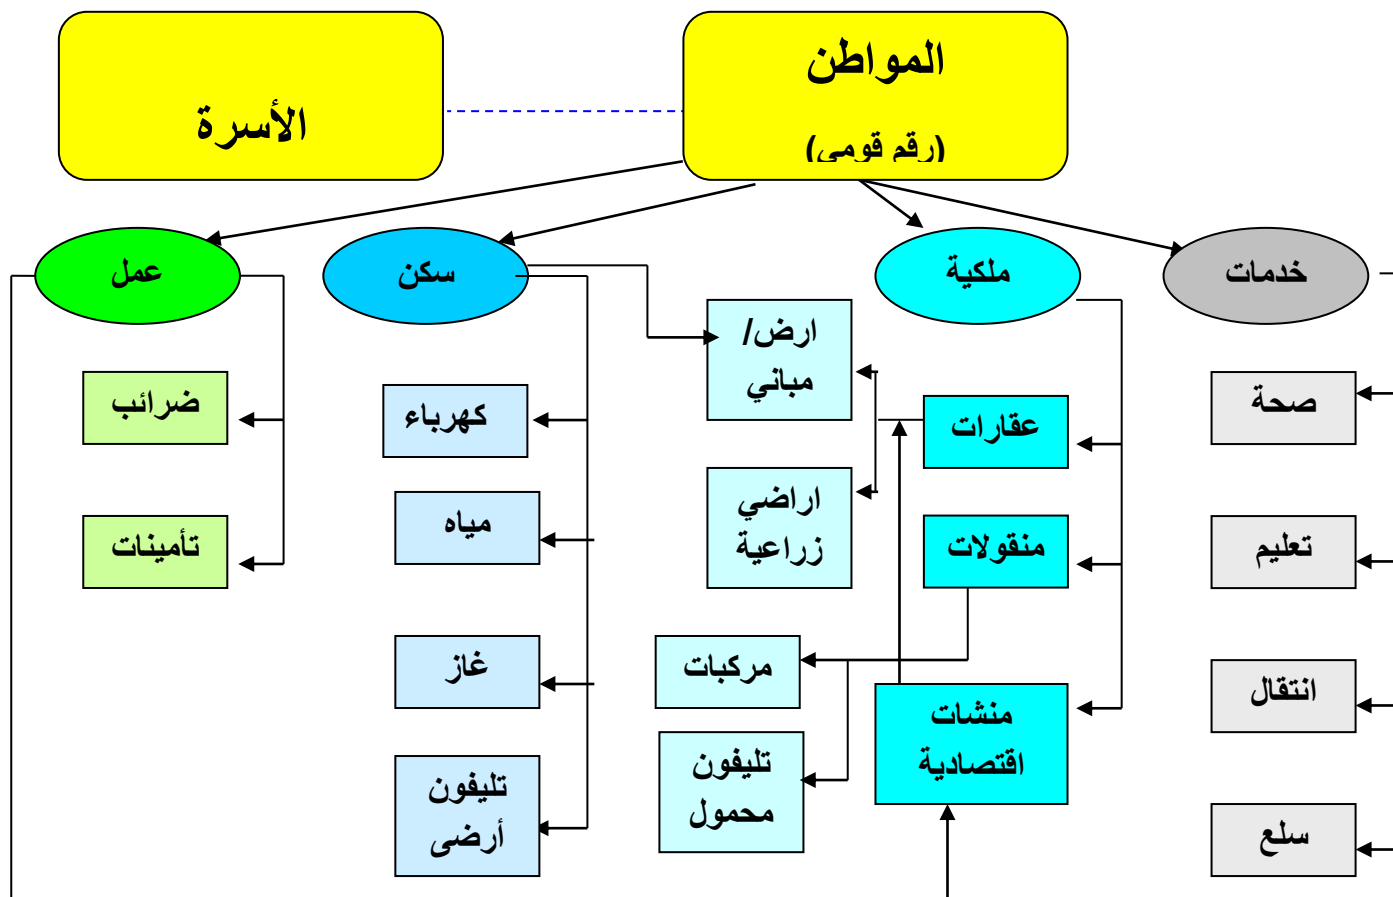 المواطن
(رقم قومى)
الأسرة
خدمات
ملكية
سكن
عمل
صحة
تعليم
انتقال
سلع
عقارات
منقولات
منشات
اقتصادية
ارض/
مباني
اراضي
زراعية
مركبات
تليفون
محمول
كهرباء
مياه
غاز
تليفون
أرضى
ضرائب
تأمينات